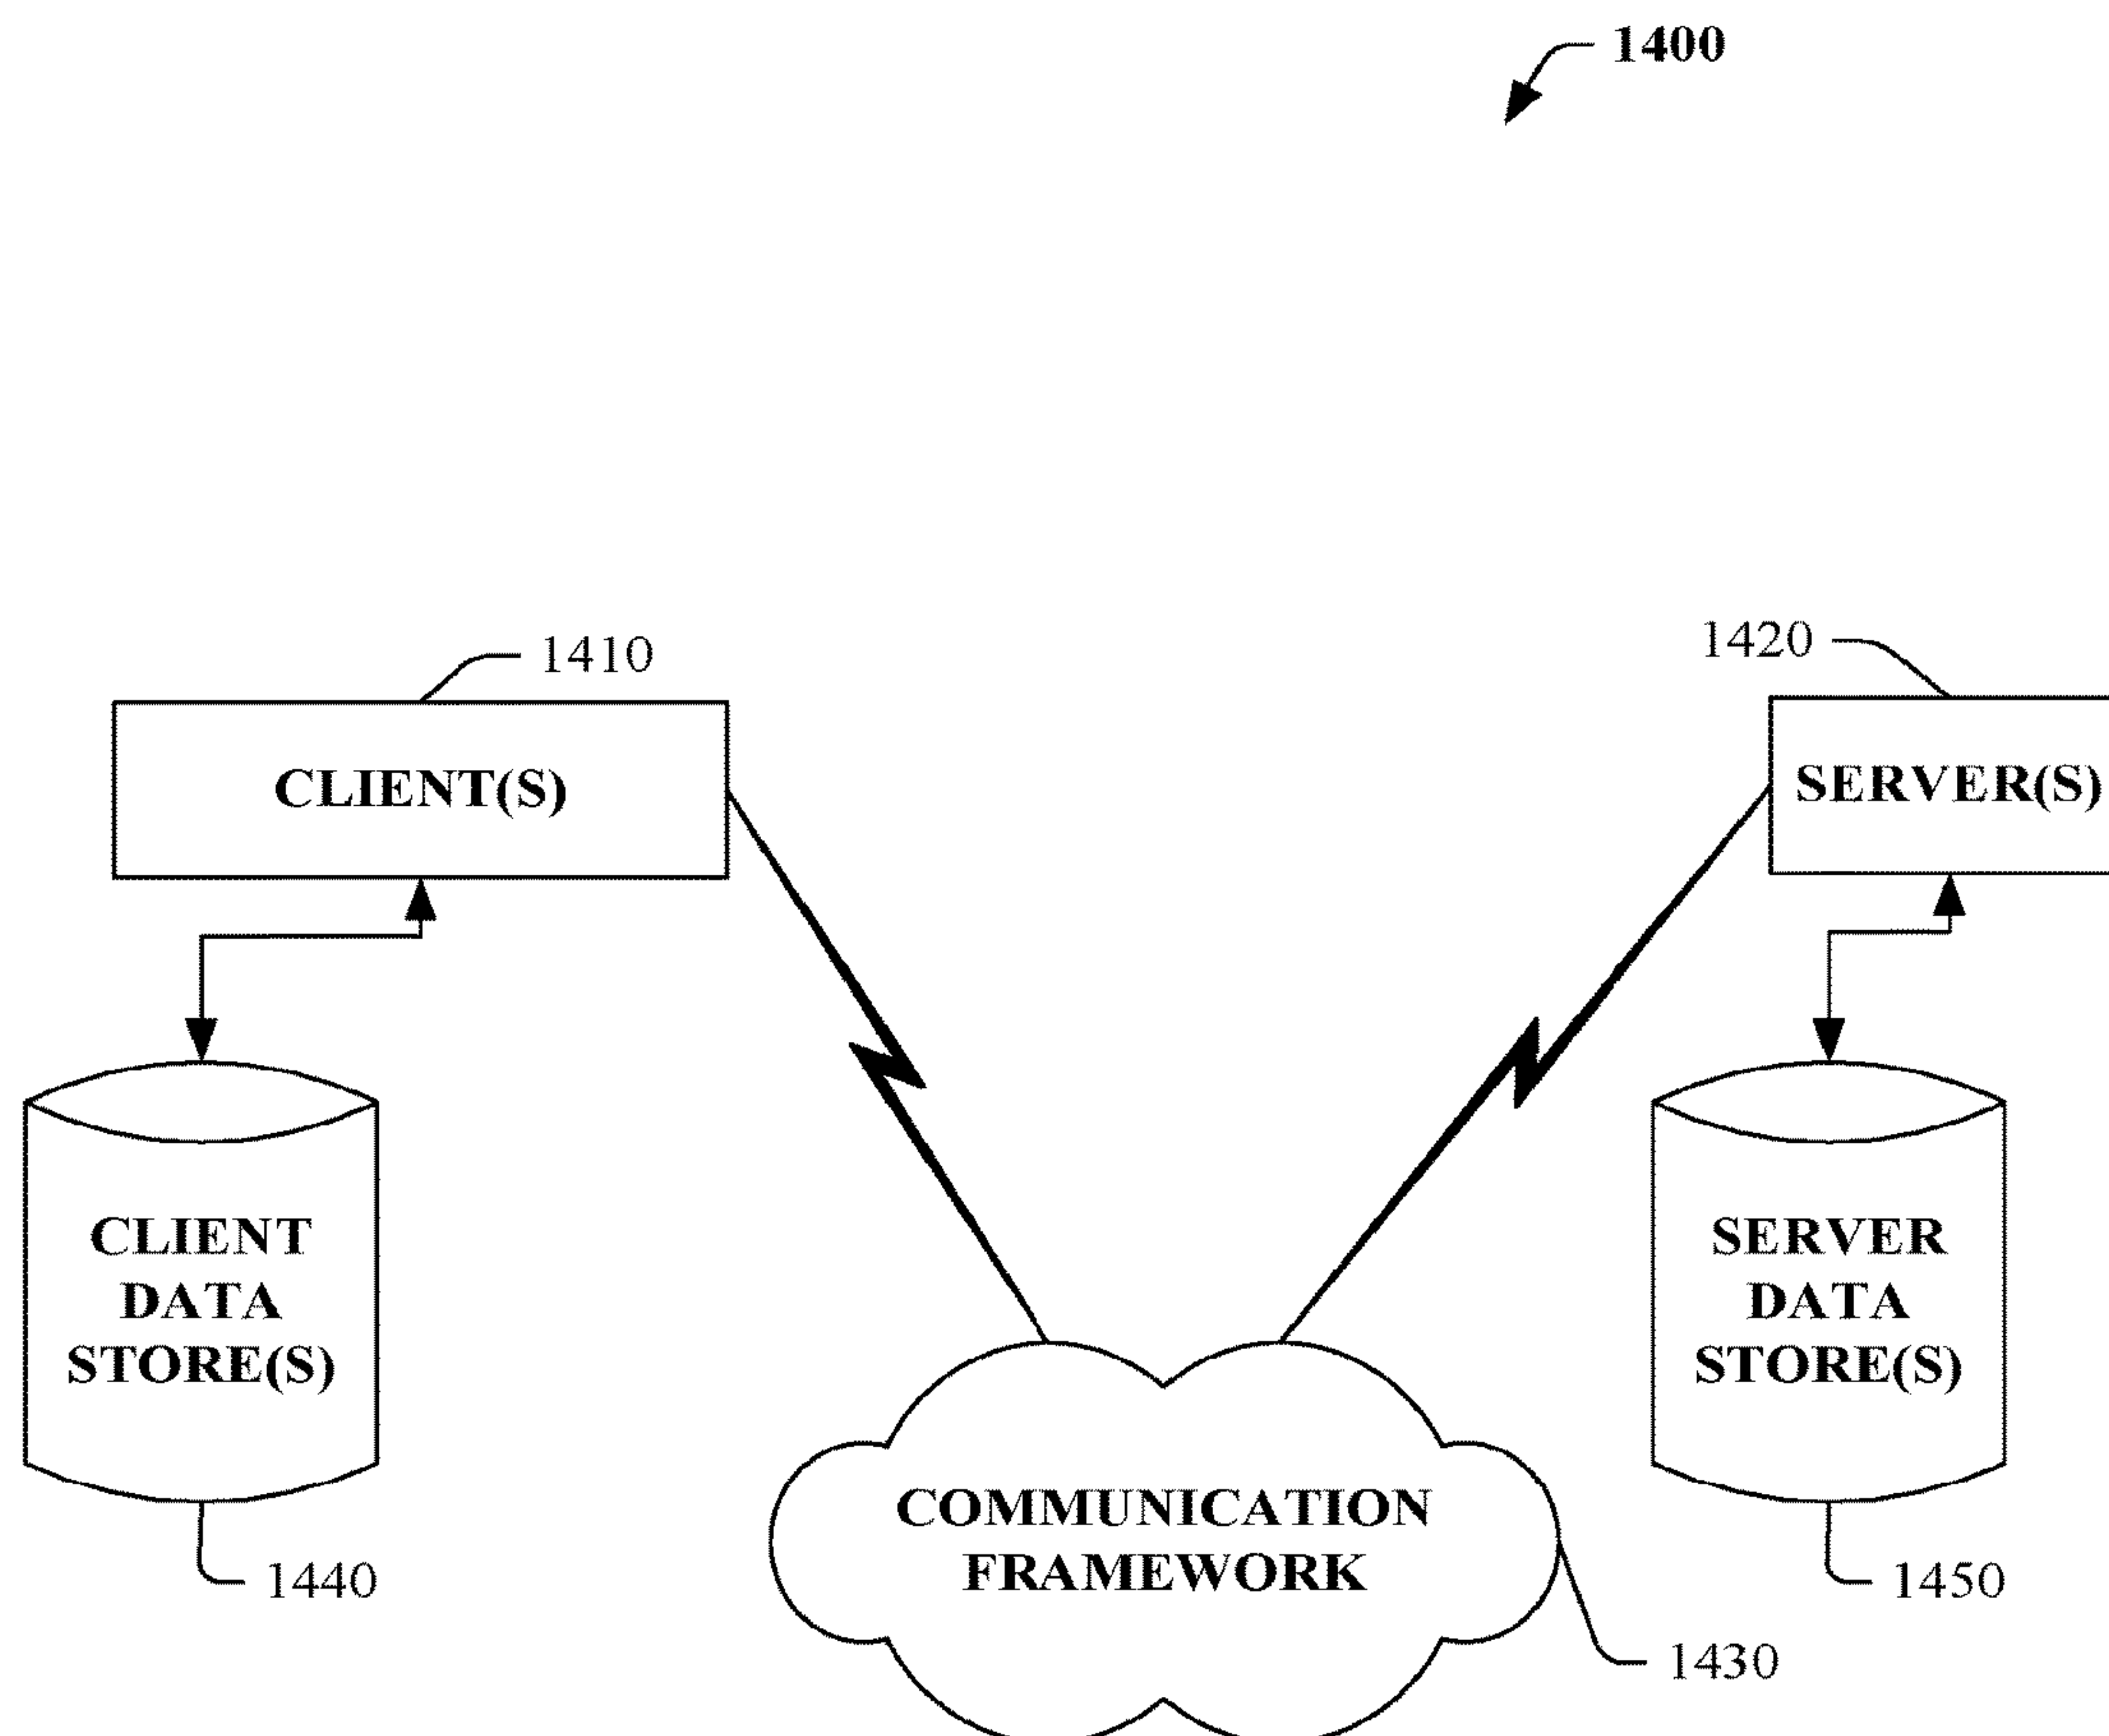 1400
1410
1420
CLIENT(S)
SERVER(S)
CLIENT
DATA
STORE(S)
SERVER
DATA
STORE(S)
COMMUNICATION
FRAMEWORK
1440
1450
1430